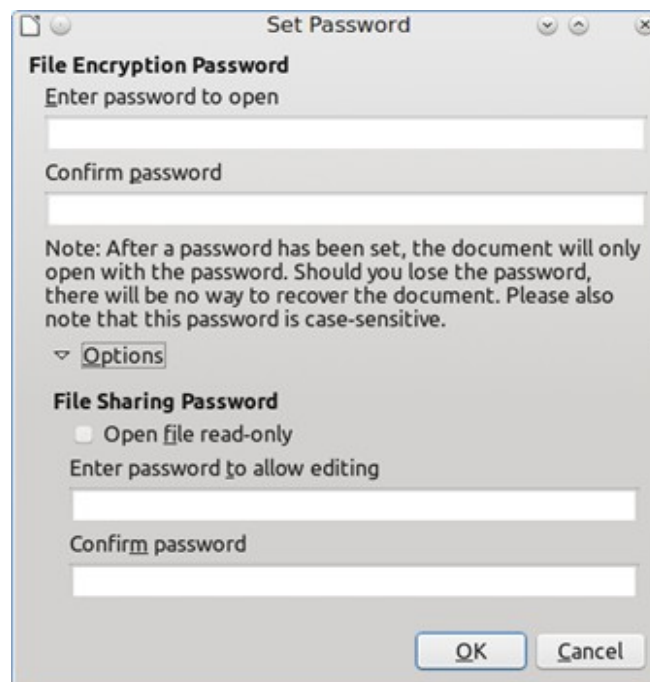 Set Password
File Encryption Password
Enter password to open
Confirm password
Note: After a password has been set, the document will only
open with the password. Should you lose the password,
there will be no way to recover the document. Please also
note that this password is case-sensitive.
Options
File Sharing Password
Open file read-only
Enter password to allow editing
Confirm password
OK Cancel